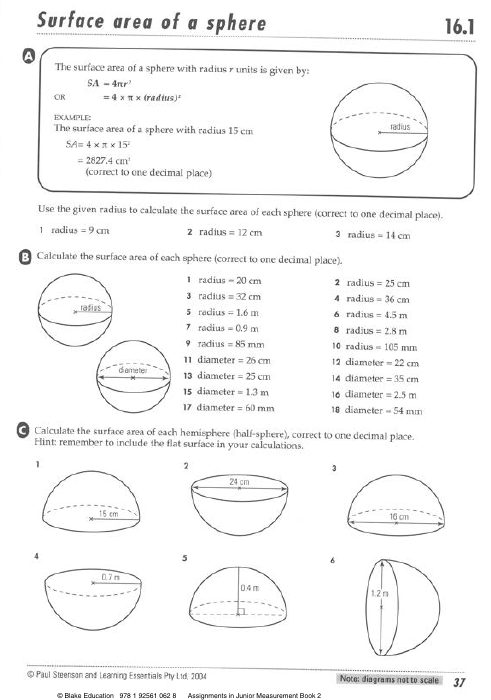 Surface area of a sphere 16.1
A
The surface area of a sphere with radius r units is given by:
SA = 4πr²
OR = 4 x π x (radius)²
EXAMPLE:
The surface area of a sphere with radius 15 cm
SA= 4 x π x 15²
= 2827.4 cm²
(correct to one decimal place)
radius
Use the given radius to calculate the surface area of each sphere (correct to one decimal place).
1 radius = 9 cm 2 radius = 12 cm 3 radius = 14 cm
B Calculate the surface area of each sphere (correct to one decimal place).
radius
diameter
1 radius = 20 cm 2 radius = 25 cm
3 radius = 32 cm 4 radius = 36 cm
5 radius = 1.6 m 6 radius = 4.5 m
7 radius = 0.9 m 8 radius = 2.8 m
9 radius = 85 mm 10 radius = 105 mm
11 diameter = 26 cm 12 diameter = 22 cm
13 diameter = 25 cm 14 diameter = 35 cm
15 diameter = 1.3 m 16 diameter = 2.5 m
17 diameter = 60 mm 18 diameter = 54 mm
C Calculate the surface area of each hemisphere (half-sphere), correct to one decimal place.
Hint: remember to include the flat surface in your calculations.
1 2 3
15 cm 24 cm 16 cm
4 5 6
0.7 m 0.4 m 1.2 m
© Paul Steenson and Learning Essentials Pty Ltd, 2004
Note: diagrams not to scale 37
© Blake Education 978 1 92561 062 8 Assignments in Junior Measurement Book 2